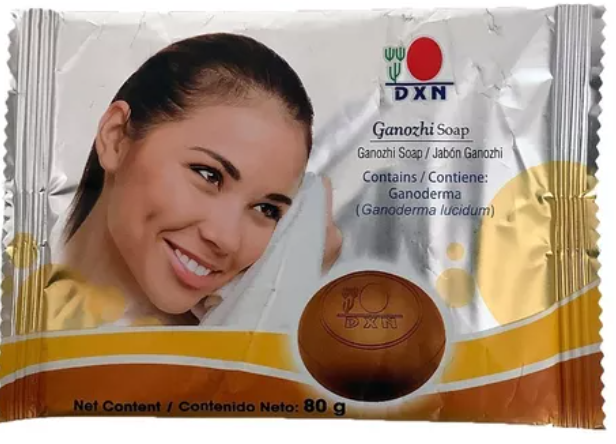 DXN
Ganozhi Soap
Ganozhi Soap / Jabón Ganozhi
Contains / Contiene:
Ganoderma
(Ganoderma lucidum)
DXN
Net Content / Contenido Neto: 80 g